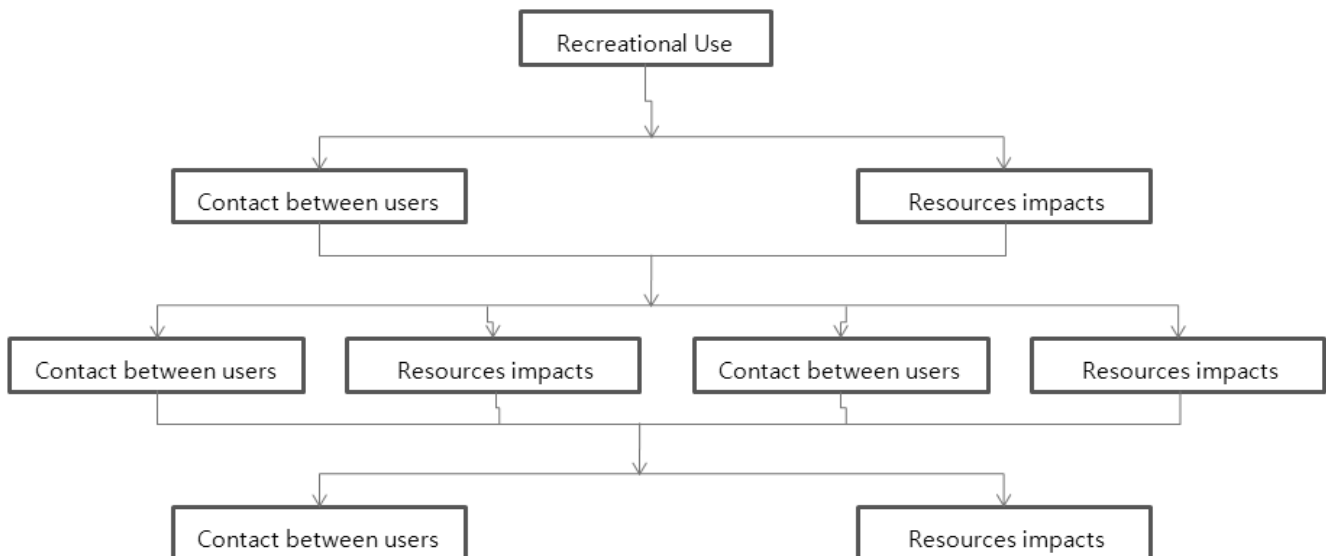 Recreational Use
Contact between users
Resources impacts
Contact between users
Resources impacts
Contact between users
Resources impacts
Contact between users
Resources impacts